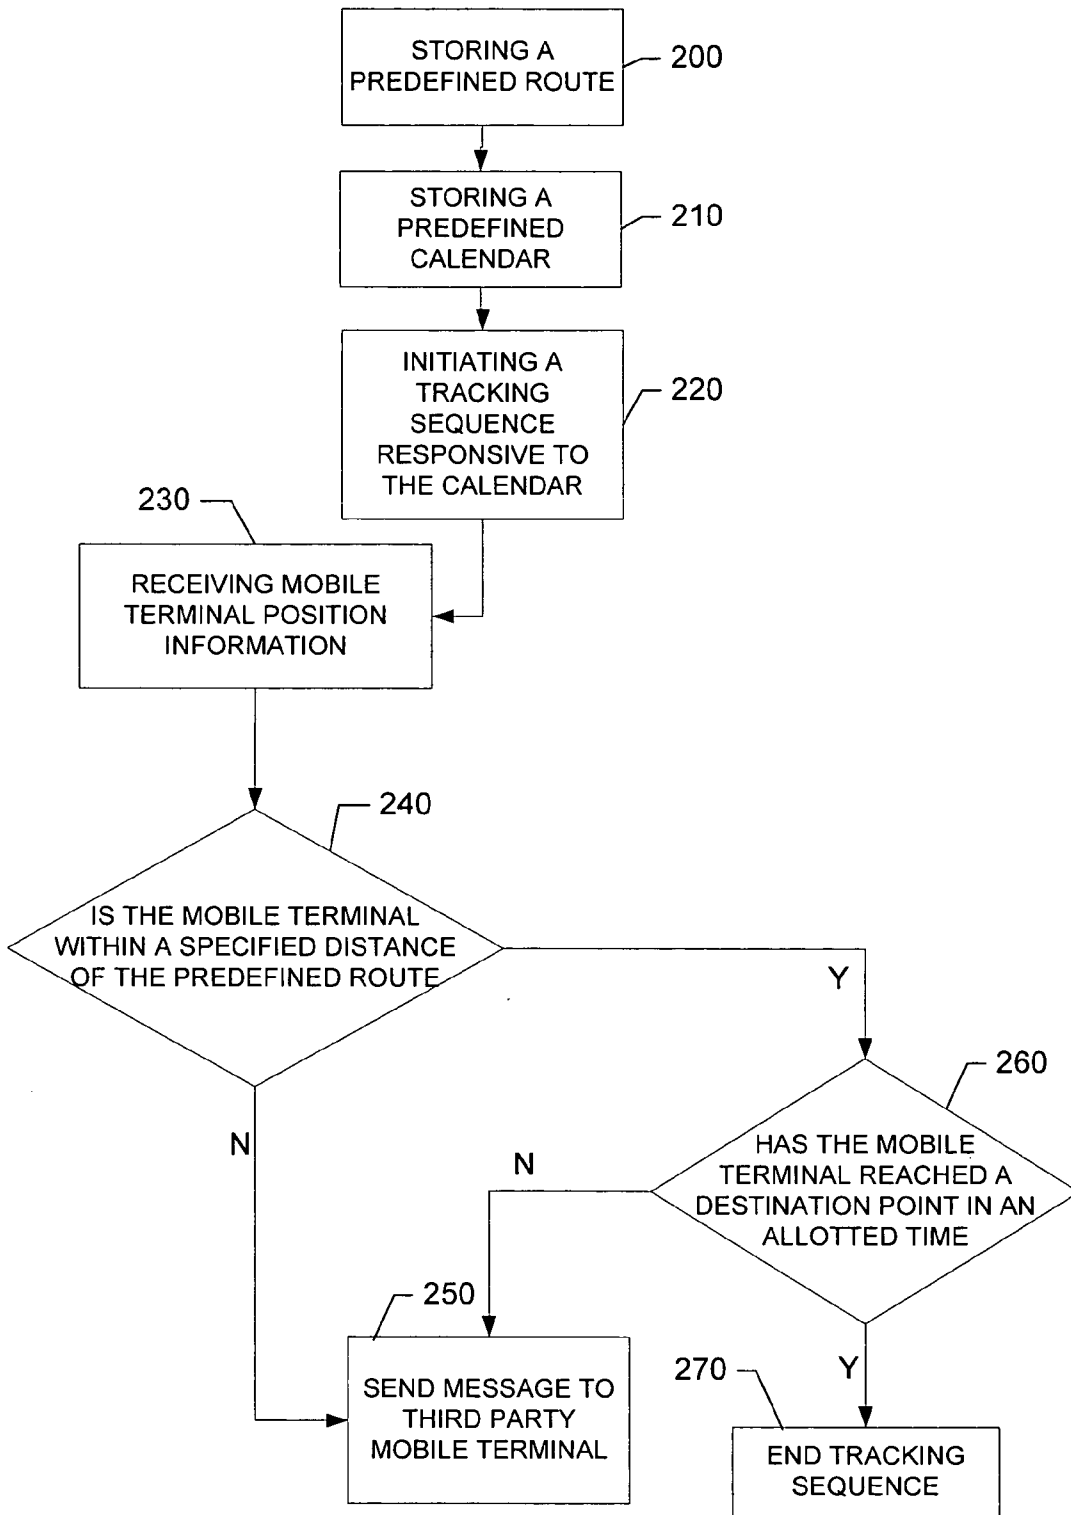 STORING A
PREDEFINED ROUTE
200
STORING A
PREDEFINED
CALENDAR
210
INITIATING A
TRACKING
SEQUENCE
RESPONSIVE TO
THE CALENDAR
220
230
RECEIVING MOBILE
TERMINAL POSITION
INFORMATION
240
IS THE MOBILE TERMINAL
WITHIN A SPECIFIED DISTANCE
OF THE PREDEFINED ROUTE
Y
N
260
HAS THE MOBILE
TERMINAL REACHED A
DESTINATION POINT IN AN
ALLOTTED TIME
N
250
SEND MESSAGE TO
THIRD PARTY
MOBILE TERMINAL
Y
270
END TRACKING
SEQUENCE